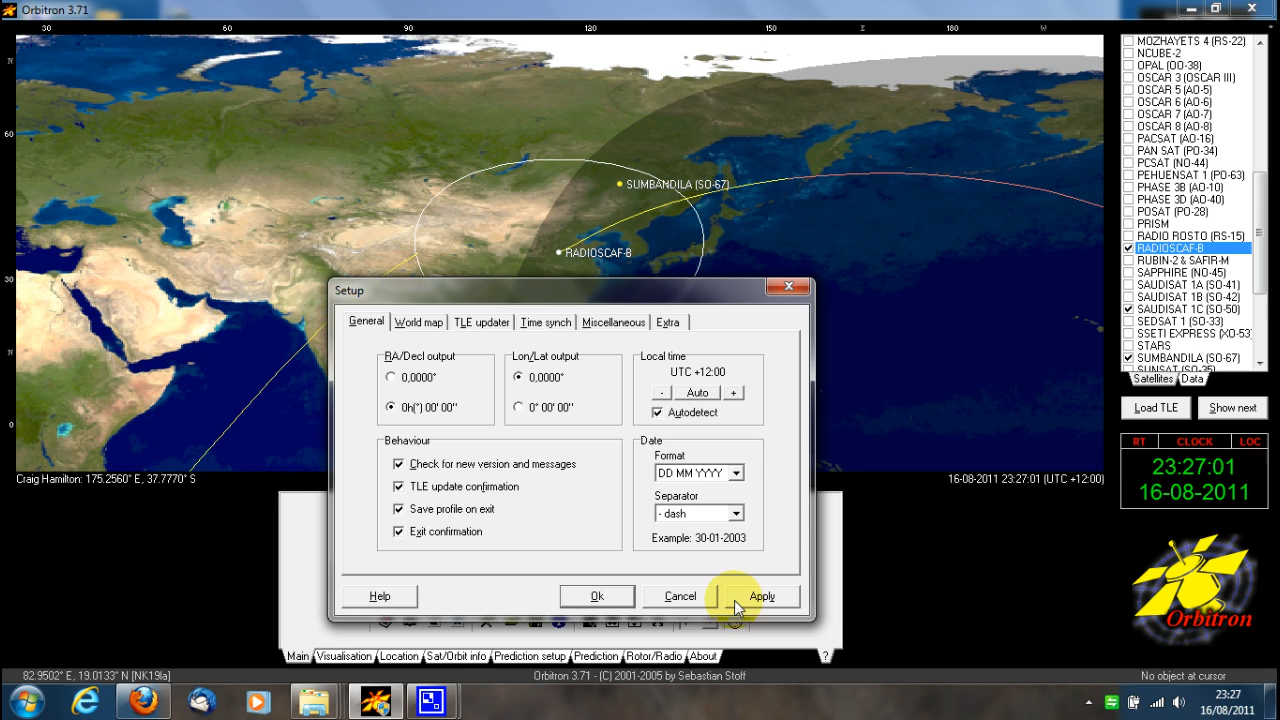 Orbitron 3.71
30 60 90 120 150 Z 180 W
N
60
30
N
0
SUMBANDILA (SO-67)
RADIOSCAF-B
MOZHAYETS 4 (RS-22)
NCUBE-2
OPAL (OO-38)
OSCAR 3 (OSCAR III)
OSCAR 5 (AO-5)
OSCAR 6 (AO-6)
OSCAR 7 (AO-7)
OSCAR 8 (AO-8)
PACSAT (AO-16)
PAN SAT (PO-34)
PCSAT (NO-44)
PEHUENSAT 1 (PO-63)
PHASE 3B (AO-10)
PHASE 3D (AO-40)
POSAT (PO-28)
PRISM
RADIO ROSTO (RS-15)
RADIOSCAF-B
RUBIN-2 & SAFIR-M
SAPPHIRE (NO-45)
SAUDISAT 1A (SO-41)
SAUDISAT 1B (SO-42)
SAUDISAT 1C (SO-50)
SEDSAT 1 (SO-33)
SSETI EXPRESS (XO-53
STARS
SUMBANDILA (SO-67)
SUNSAT (SO-35)
Satellites Data
Load TLE Show next
RT CLOCK LOC
23:27:01
16-08-2011
Orbitron
Setup
General World map TLE updater Time synch Miscellaneous Extra
RA/Decl output
0,0000°
0h(°) 00' 00''
Lon/Lat output
0,0000°
0° 00' 00''
Local time
UTC +12:00
- Auto +
Autodetect
Behaviour
Check for new version and messages
TLE update confirmation
Save profile on exit
Exit confirmation
Date
Format
DD MM YYYY
Separator
- dash
Example: 30-01-2003
Help Ok Cancel Apply
Craig Hamilton: 175.2560° E, 37.7770° S
16-08-2011 23:27:01 (UTC +12:00)
Main Visualisation Location Sat/Orbit info Prediction setup Prediction Rotor/Radio About ?
82.9502° E, 19.0133° N [NK19la] Orbitron 3.71 - (C) 2001-2005 by Sebastian Stoff No object at cursor
23:27
16/08/2011